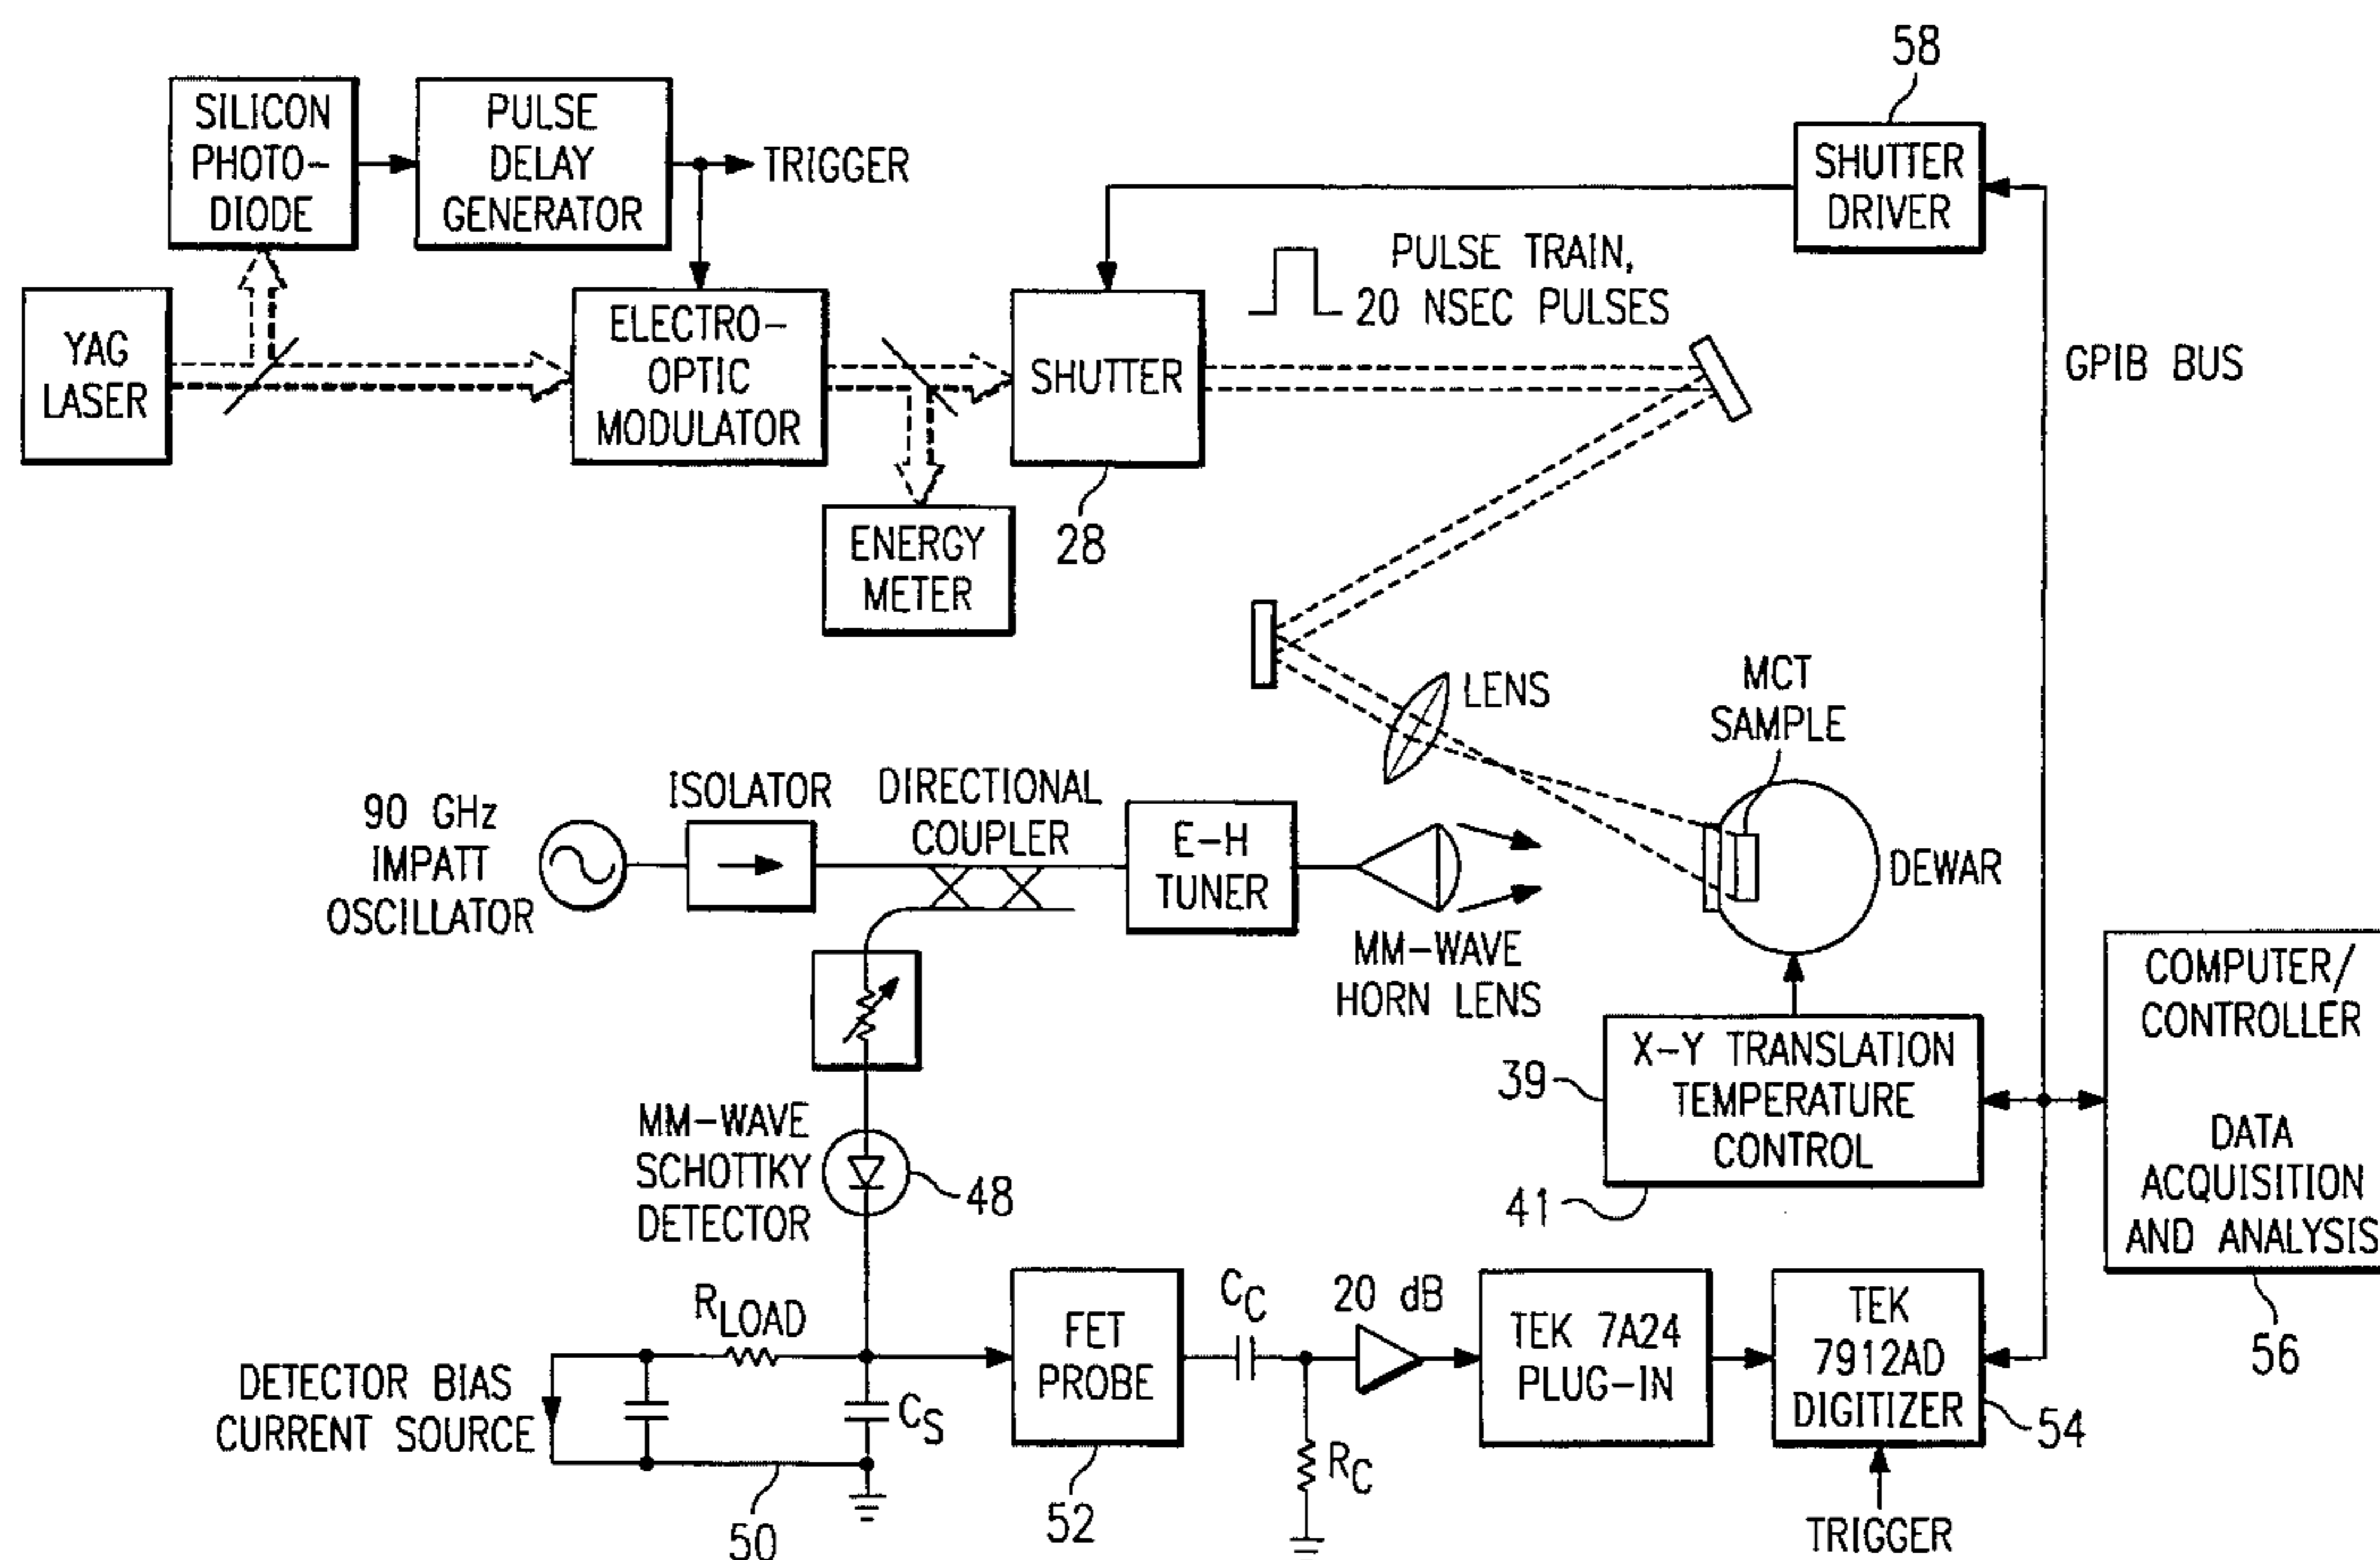 58
SILICON
PHOTO-
DIODE
PULSE
DELAY
GENERATOR
TRIGGER
SHUTTER
DRIVER
YAG
LASER
ELECTRO-
OPTIC
MODULATOR
SHUTTER
PULSE TRAIN,
20 NSEC PULSES
GPIB BUS
28
ENERGY
METER
LENS
MCT
SAMPLE
DEWAR
90 GHz
IMPATT
OSCILLATOR
ISOLATOR
DIRECTIONAL
COUPLER
E-H
TUNER
MM-WAVE
HORN LENS
39
X-Y TRANSLATION
TEMPERATURE
CONTROL
41
COMPUTER/
CONTROLLER
DATA
ACQUISITION
AND ANALYSIS
56
MM-WAVE
SCHOTTKY
DETECTOR
48
RLOAD
DETECTOR BIAS
CURRENT SOURCE
CS
50
FET
PROBE
52
CC
RC
20 dB
TEK 7A24
PLUG-IN
TEK
7912AD
DIGITIZER
54
TRIGGER